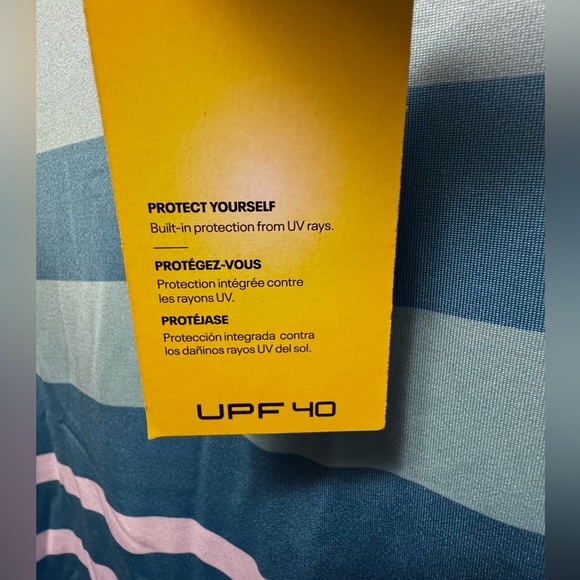 PROTECT YOURSELF
Built-in protection from UV rays.
PROTÉGEZ-VOUS
Protection intégrée contre
les rayons UV.
PROTÉJASE
Protección integrada contra
los dañinos rayos UV del sol.
UPF 40